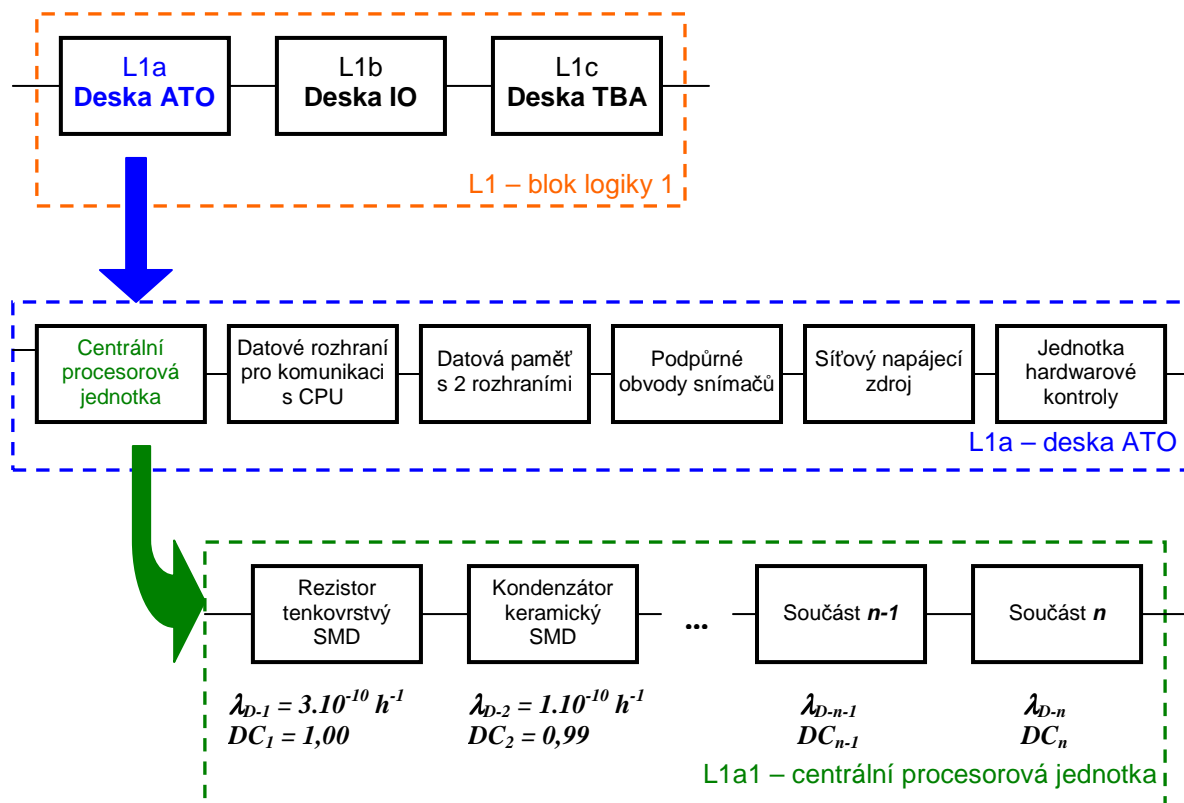 L1a
Deska ATO
L1b
Deska IO
L1c
Deska TBA
L1 – blok logiky 1
Centrální
procesorová
jednotka
Datové rozhraní
pro komunikaci
s CPU
Datová paměť
s 2 rozhraními
Podpůrné
obvody snímačů
Síťový napájecí
zdroj
Jednotka
hardwarové
kontroly
L1a – deska ATO
Rezistor
tenkovrstvý
SMD
Kondenzátor
keramický
SMD
...
Součást n-1
Součást n
λD-1 = 3.10⁻¹⁰ h⁻¹
DC₁ = 1,00
λD-2 = 1.10⁻¹⁰ h⁻¹
DC₂ = 0,99
λD-n-1
DCn-1
λD-n
DCn
L1a1 – centrální procesorová jednotka